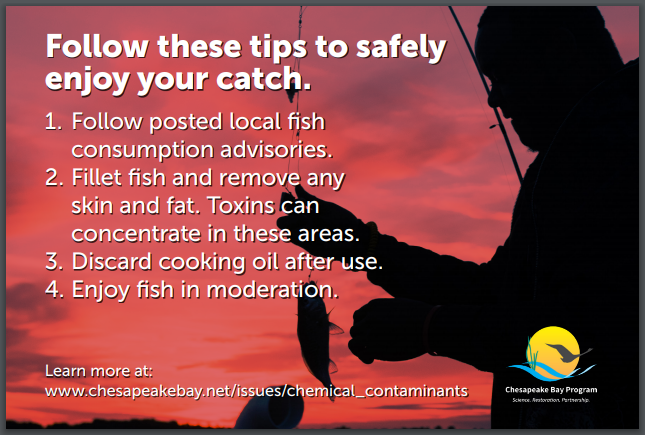 Follow these tips to safely
enjoy your catch.
1. Follow posted local fish
consumption advisories.
2. Fillet fish and remove any
skin and fat. Toxins can
concentrate in these areas.
3. Discard cooking oil after use.
4. Enjoy fish in moderation.
Learn more at:
www.chesapeakebay.net/issues/chemical_contaminants
Chesapeake Bay Program
Science. Restoration. Partnership.